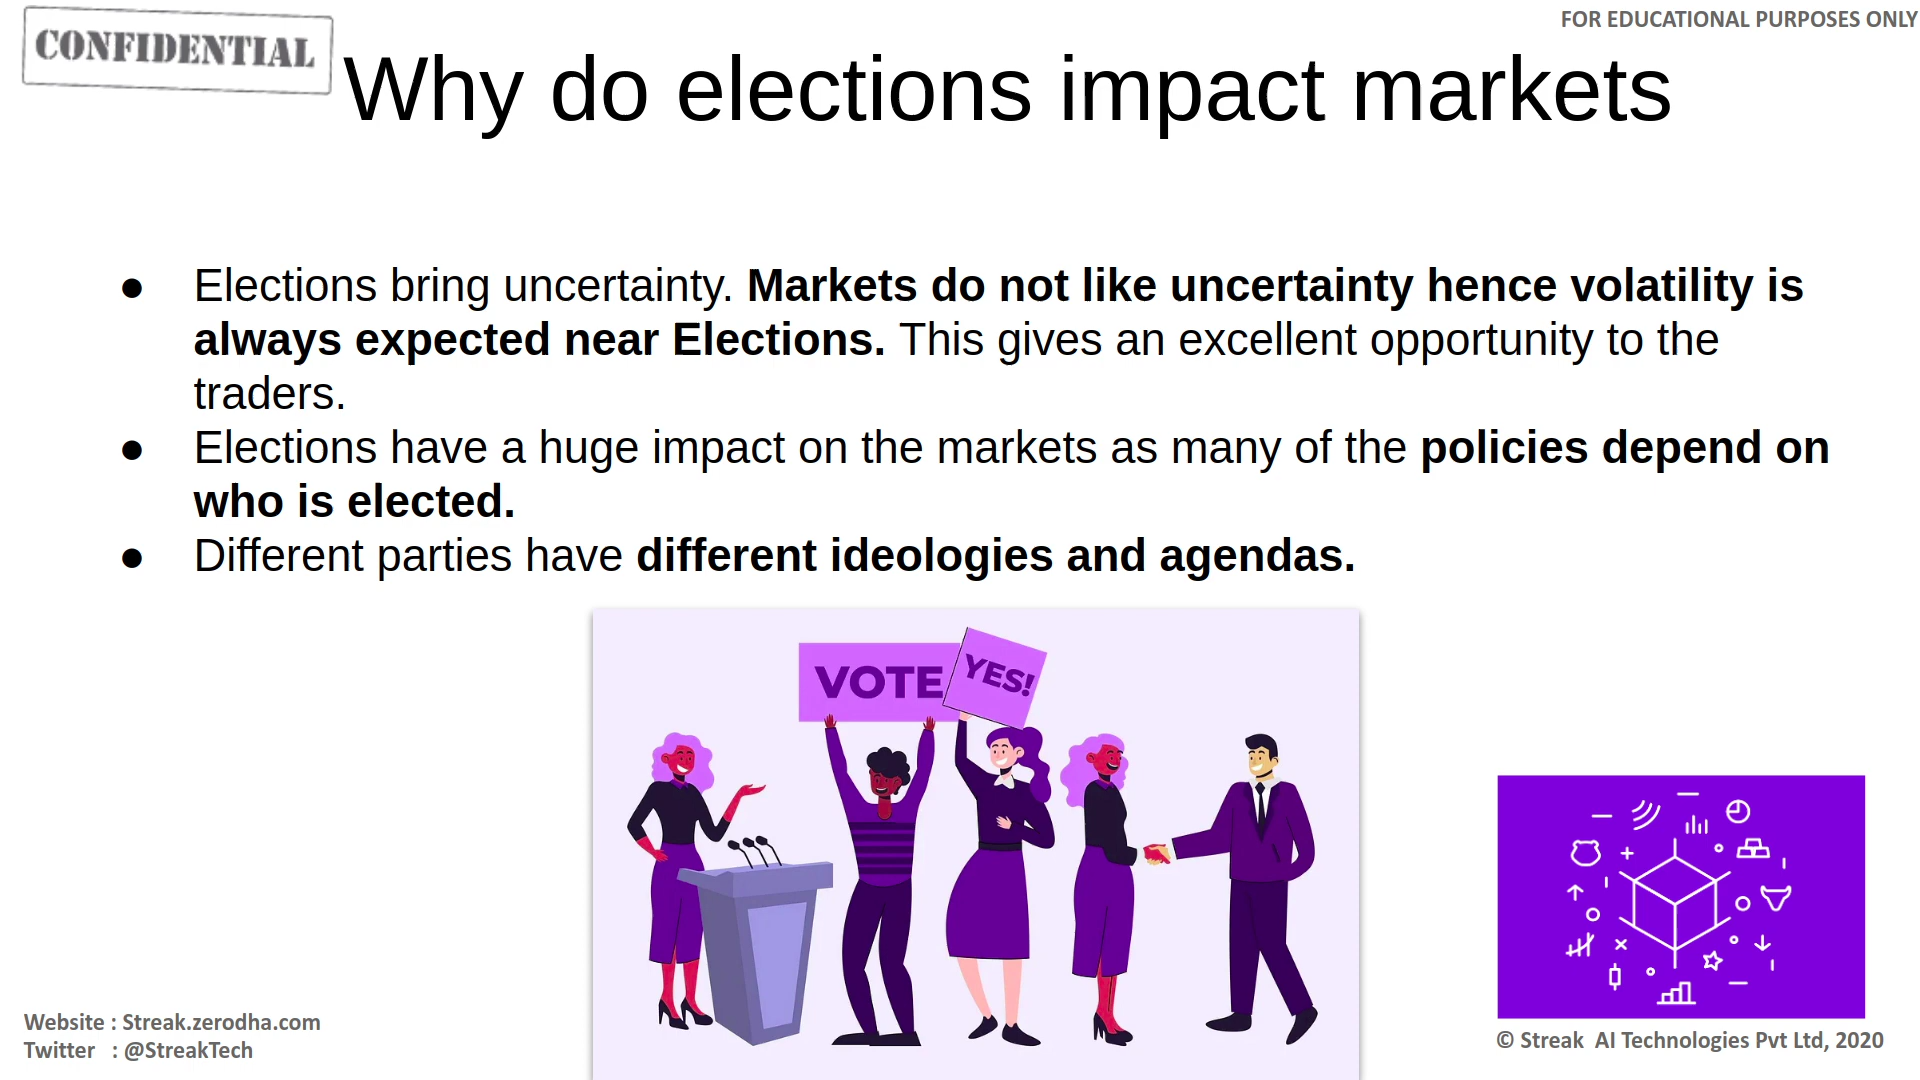 CONFIDENTIAL
FOR EDUCATIONAL PURPOSES ONLY
Why do elections impact markets
● Elections bring uncertainty. Markets do not like uncertainty hence volatility is
always expected near Elections. This gives an excellent opportunity to the
traders.
● Elections have a huge impact on the markets as many of the policies depend on
who is elected.
● Different parties have different ideologies and agendas.
VOTE
YES!
Website : Streak.zerodha.com
Twitter : @StreakTech
© Streak AI Technologies Pvt Ltd, 2020